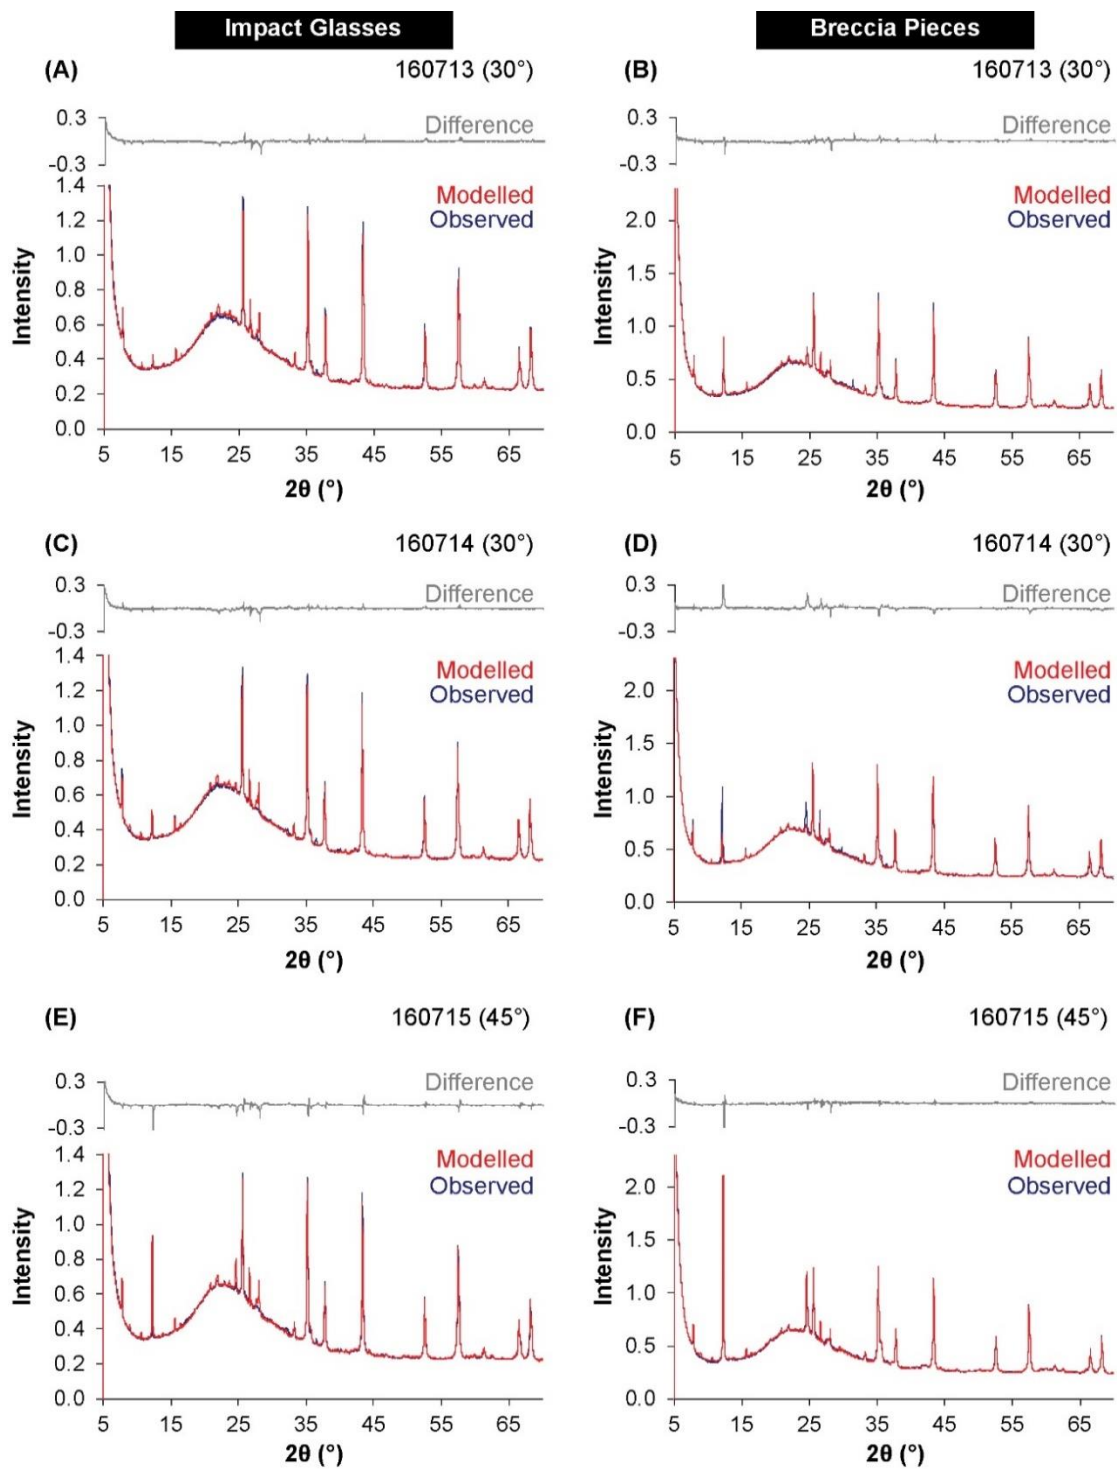 Impact Glasses
Breccia Pieces
(A) 160713 (30°)
0.3
-0.3
Difference
1.4
1.2
1.0
0.8
0.6
0.4
0.2
0.0
Modelled
Observed
Intensity
5 15 25 35 45 55 65
2θ (°)
(B) 160713 (30°)
0.3
-0.3
Difference
2.0
1.5
1.0
0.5
0.0
Modelled
Observed
Intensity
5 15 25 35 45 55 65
2θ (°)
(C) 160714 (30°)
0.3
-0.3
Difference
1.4
1.2
1.0
0.8
0.6
0.4
0.2
0.0
Modelled
Observed
Intensity
5 15 25 35 45 55 65
2θ (°)
(D) 160714 (30°)
0.3
-0.3
Difference
2.0
1.5
1.0
0.5
0.0
Modelled
Observed
Intensity
5 15 25 35 45 55 65
2θ (°)
(E) 160715 (45°)
0.3
-0.3
Difference
1.4
1.2
1.0
0.8
0.6
0.4
0.2
0.0
Modelled
Observed
Intensity
5 15 25 35 45 55 65
2θ (°)
(F) 160715 (45°)
0.3
-0.3
Difference
2.0
1.5
1.0
0.5
0.0
Modelled
Observed
Intensity
5 15 25 35 45 55 65
2θ (°)